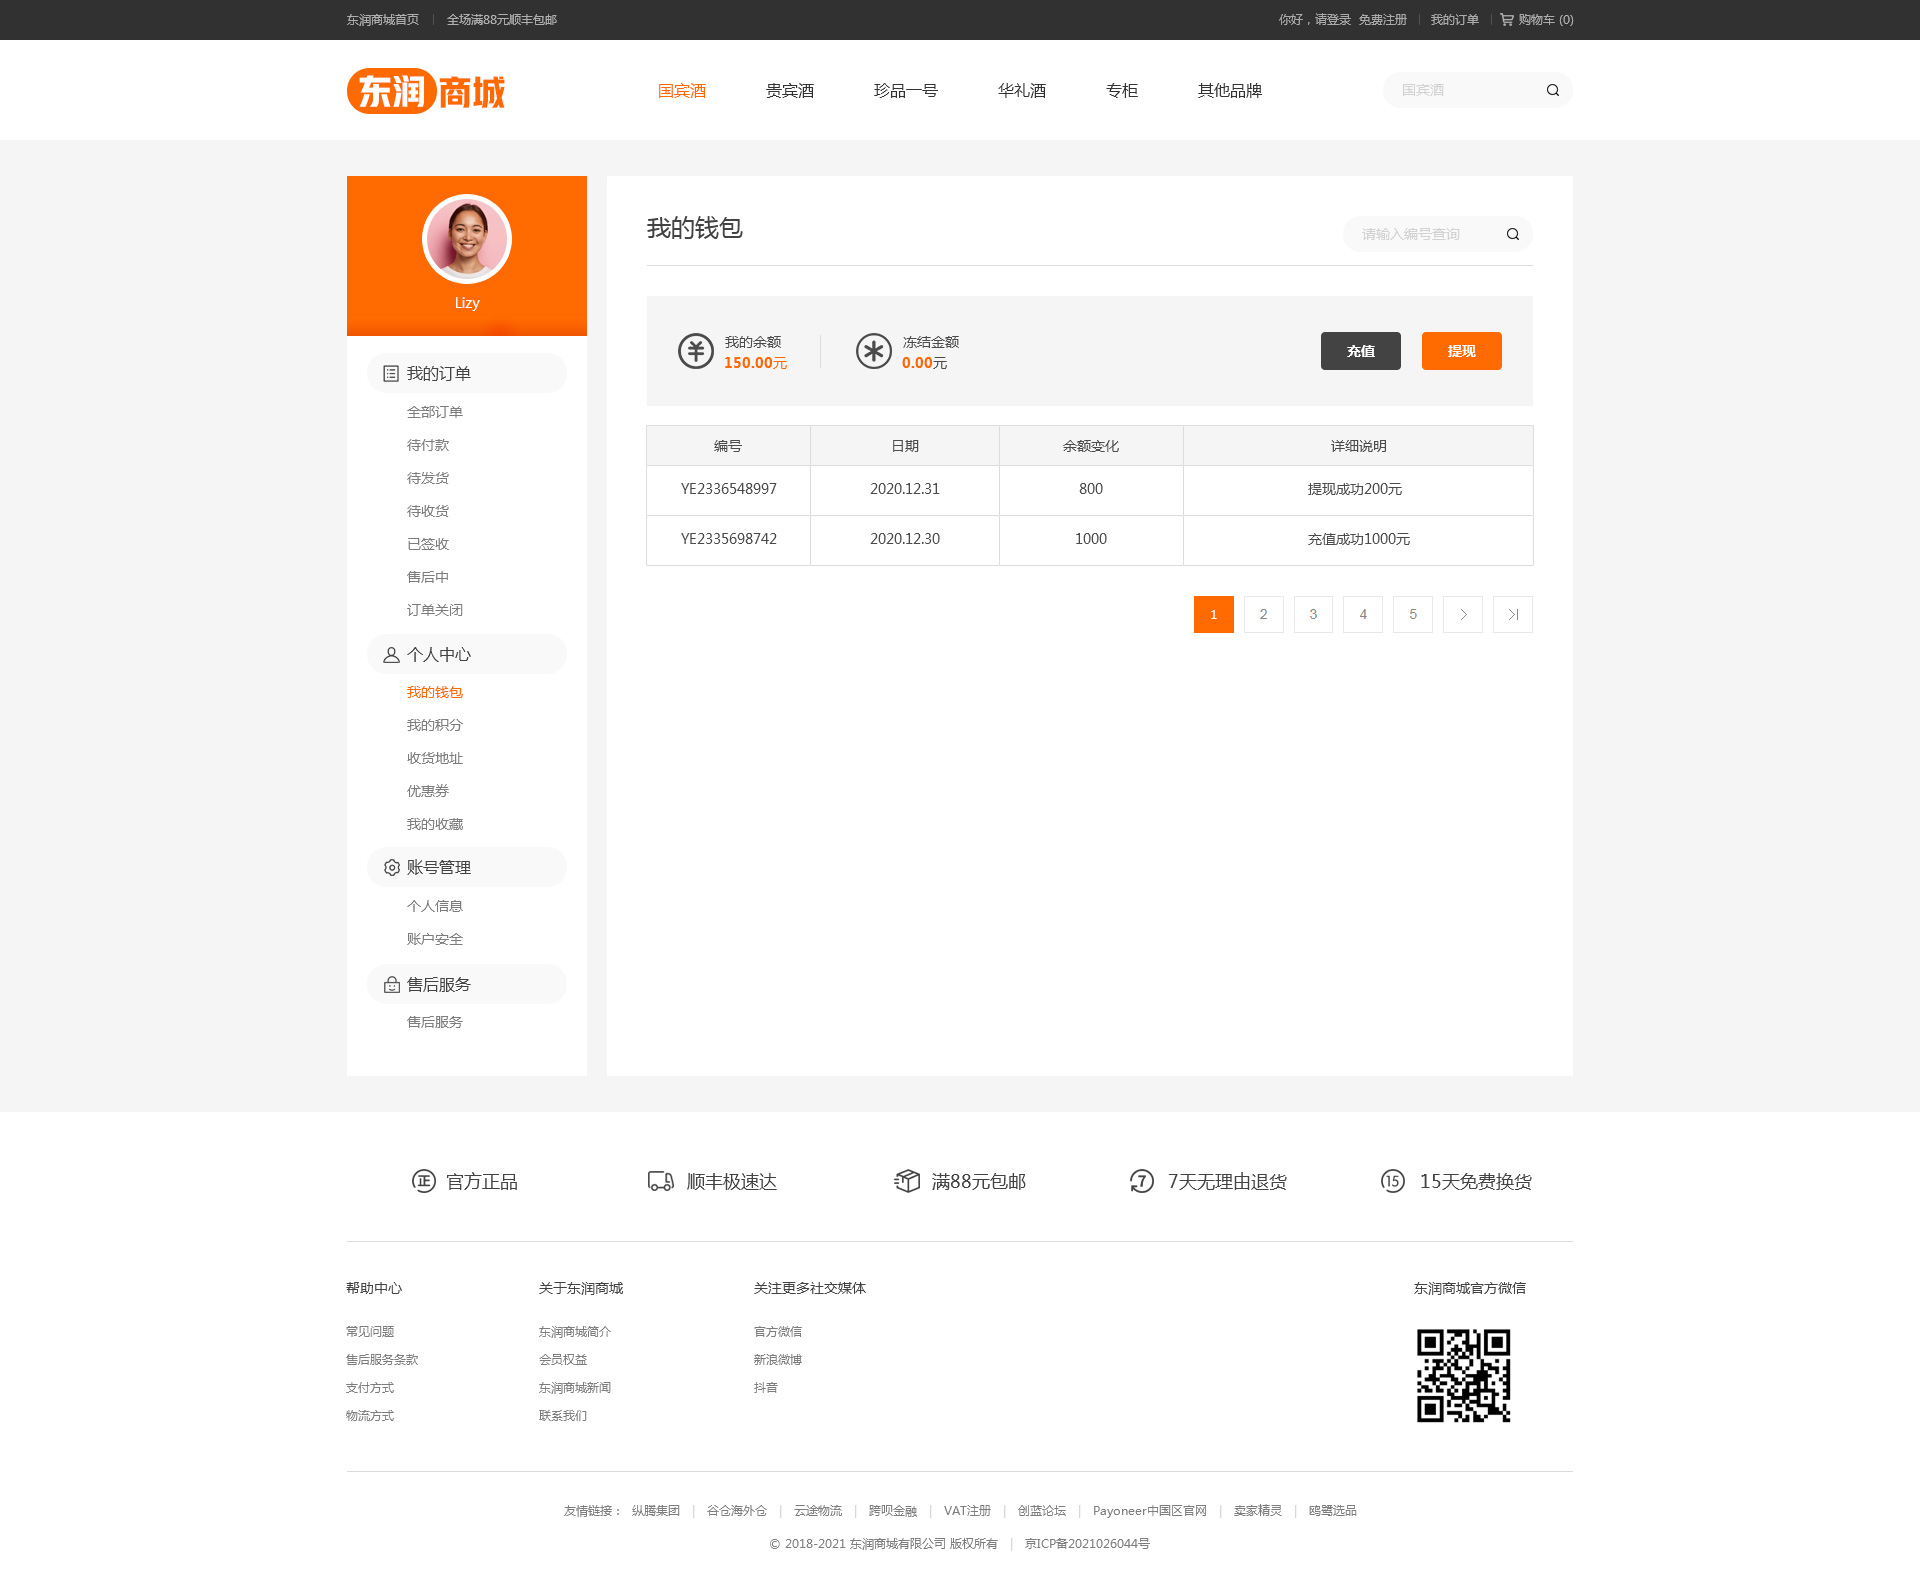 东润商城首页 | 全场满88元顺丰包邮 你好，请登录 免费注册 | 我的订单 | 购物车 (0)
东润商城 国宾酒 贵宾酒 珍品一号 华礼酒 专柜 其他品牌 国宾酒
Lizy
我的订单
全部订单
待付款
待发货
待收货
已签收
售后中
订单关闭
个人中心
我的钱包
我的积分
收货地址
优惠券
我的收藏
账号管理
个人信息
账户安全
售后服务
售后服务
我的钱包 请输入编号查询
我的余额 冻结金额
150.00元 0.00元
充值 提现
编号 日期 余额变化 详细说明
YE2336548997 2020.12.31 800 提现成功200元
YE2335698742 2020.12.30 1000 充值成功1000元
1 2 3 4 5
正 官方正品 顺丰极速达 满88元包邮 7 7天无理由退货 15 15天免费换货
帮助中心 关于东润商城 关注更多社交媒体 东润商城官方微信
常见问题 东润商城简介 官方微信
售后服务条款 会员权益 新浪微博
支付方式 东润商城新闻 抖音
物流方式 联系我们
友情链接： 纵腾集团 | 谷仓海外仓 | 云途物流 | 跨呗金融 | VAT注册 | 创蓝论坛 | Payoneer中国区官网 | 卖家精灵 | 鸥鹭选品
© 2018-2021 东润商城有限公司 版权所有 | 京ICP备2021026044号